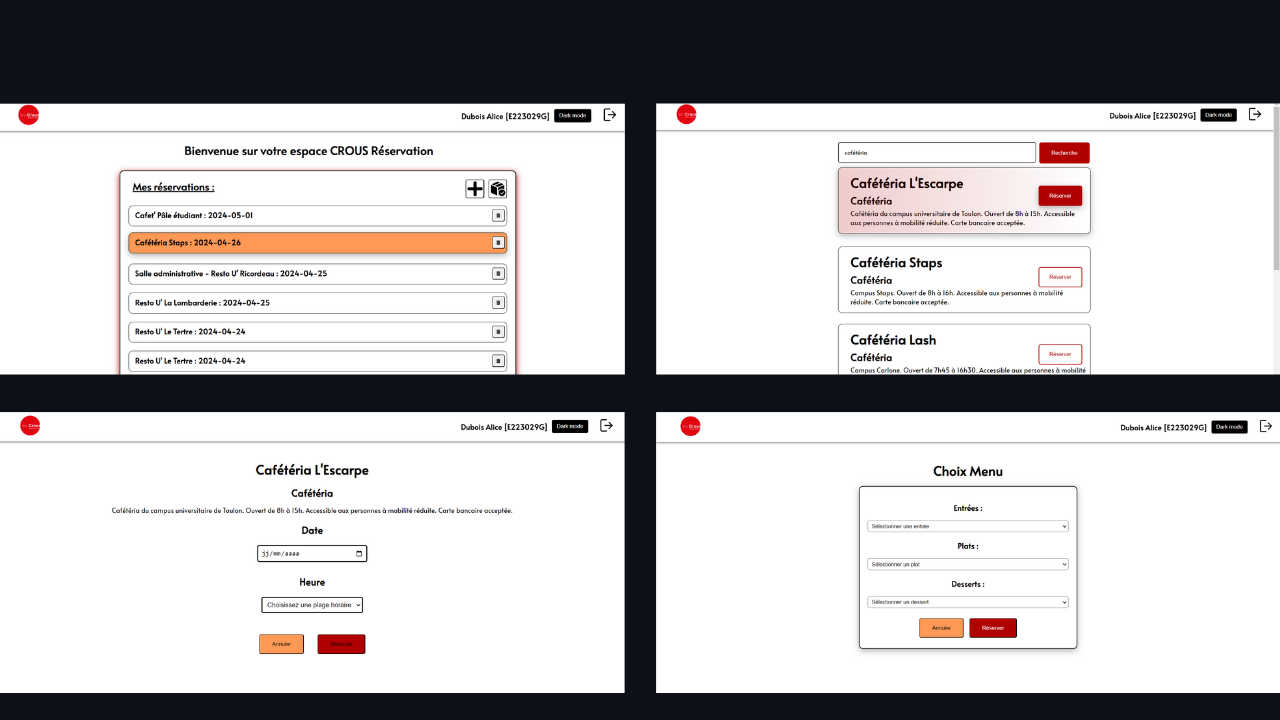 Crous
Dubois Alice [E223029G]
Dark mode
Bienvenue sur votre espace CROUS Réservation
Mes réservations :
Cafet' Pôle étudiant : 2024-05-01
Cafétéria Staps : 2024-04-26
Salle administrative - Resto U' Ricordeau : 2024-04-25
Resto U' La Lombarderie : 2024-04-25
Resto U' Le Tertre : 2024-04-24
Resto U' Le Tertre : 2024-04-24
Crous
Dubois Alice [E223029G]
Dark mode
cafétéria
Recherche
Cafétéria L'Escarpe
Cafétéria
Réserver
Cafétéria du campus universitaire de Toulon. Ouvert de 8h à 15h. Accessible
aux personnes à mobilité réduite. Carte bancaire acceptée.
Cafétéria Staps
Cafétéria
Réserver
Campus Staps. Ouvert de 8h à 16h. Accessible aux personnes à mobilité
réduite. Carte bancaire acceptée.
Cafétéria Lash
Cafétéria
Réserver
Campus Carlone. Ouvert de 7h45 à 16h30. Accessible aux personnes à mobilité
Crous
Dubois Alice [E223029G]
Dark mode
Cafétéria L'Escarpe
Cafétéria
Cafétéria du campus universitaire de Toulon. Ouvert de 8h à 15h. Accessible aux personnes à mobilité réduite. Carte bancaire acceptée.
Date
jj/mm/aaaa
Heure
Choisissez une plage horaire
Annuler
Réserver
Crous
Dubois Alice [E223029G]
Dark mode
Choix Menu
Entrées :
Sélectionner une entrée
Plats :
Sélectionner un plat
Desserts :
Sélectionner un dessert
Annuler
Réserver